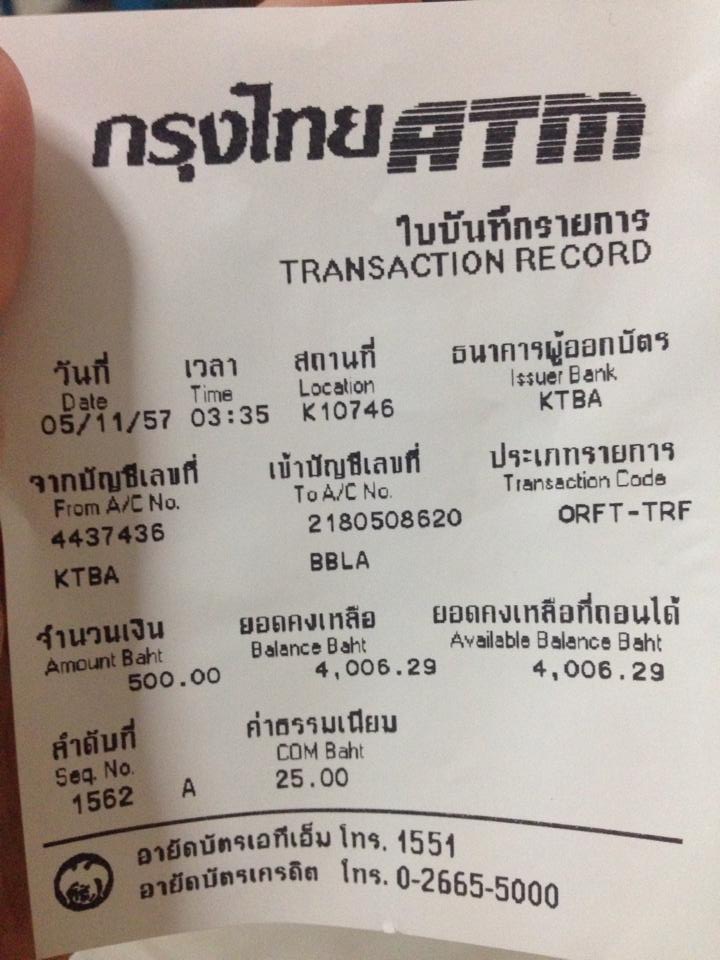 กรุงไทย ATM
ใบบันทึกรายการ
TRANSACTION RECORD
วันที่ เวลา สถานที่ ธนาคารผู้ออกบัตร
Date Time Location Issuer Bank
05/11/57 03:35 K10746 KTBA
จากบัญชีเลขที่ เข้าบัญชีเลขที่ ประเภทรายการ
From A/C No. To A/C No. Transaction Code
4437436 2180508620 ORFT-TRF
KTBA BBLA
จำนวนเงิน ยอดคงเหลือ ยอดคงเหลือที่ถอนได้
Amount Baht Balance Baht Available Balance Baht
500.00 4,006.29 4,006.29
ลำดับที่ ค่าธรรมเนียม
Seq. No. COM Baht
1562 A 25.00
อายัดบัตรเอทีเอ็ม โทร. 1551
อายัดบัตรเครดิต โทร. 0-2665-5000